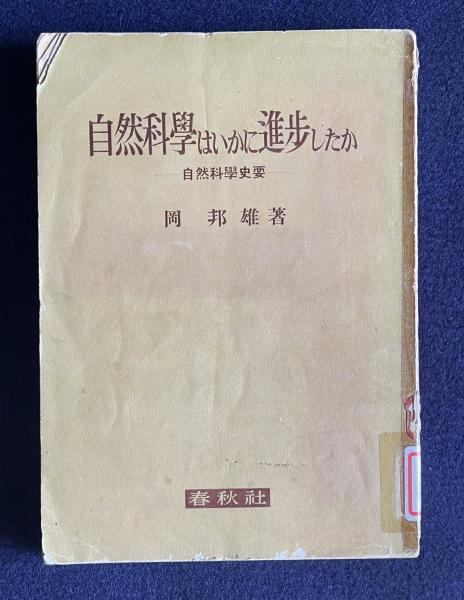 自然科學はいかに進步したか
自然科學史要
岡邦雄著
春秋社